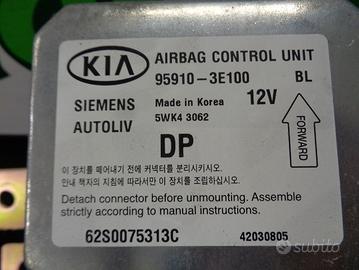 KIA
AIRBAG CONTROL UNIT
95910-3E100 BL
SIEMENS Made in Korea 12V
AUTOLIV 5WK4 3062
DP
FORWARD
이 장치를 떼어내기 전에 커넥터를 분리시키시오.
안내 책자의 지침에 따라 이 장치를 조립하십시오.
Detach connector before unmounting. Assemble
strictly according to manual instructions.
62S0075313C 42030805
subito